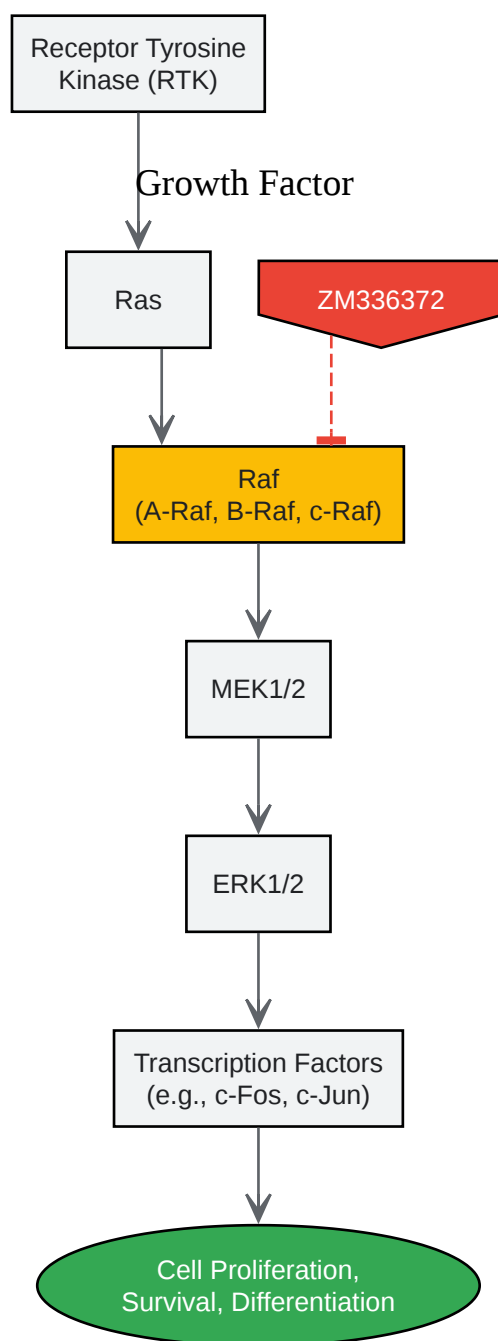 Receptor Tyrosine
Kinase (RTK)
Growth Factor
Ras
ZM336372
Raf
(A-Raf, B-Raf, c-Raf)
MEK1/2
ERK1/2
Transcription Factors
(e.g., c-Fos, c-Jun)
Cell Proliferation,
Survival, Differentiation